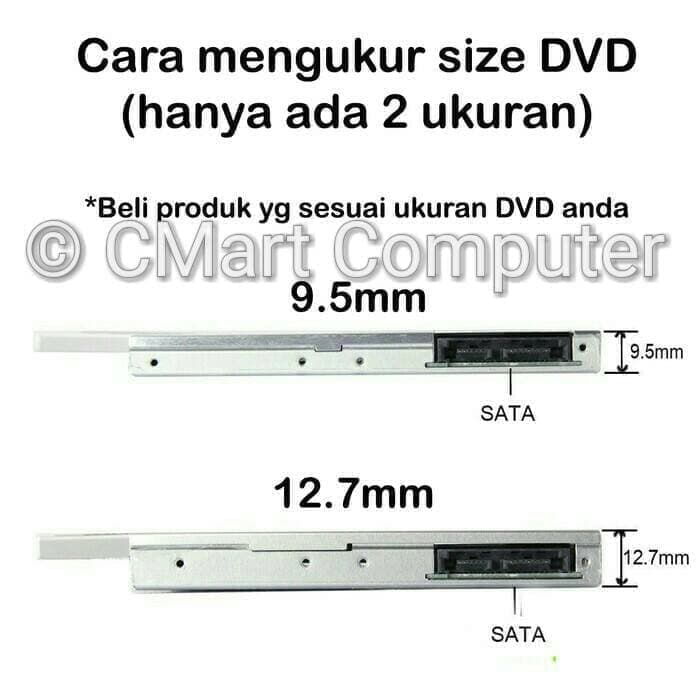 Cara mengukur size DVD
(hanya ada 2 ukuran)
*Beli produk yg sesuai ukuran DVD anda
© CMart Computer
9.5mm
9.5mm
SATA
12.7mm
12.7mm
SATA